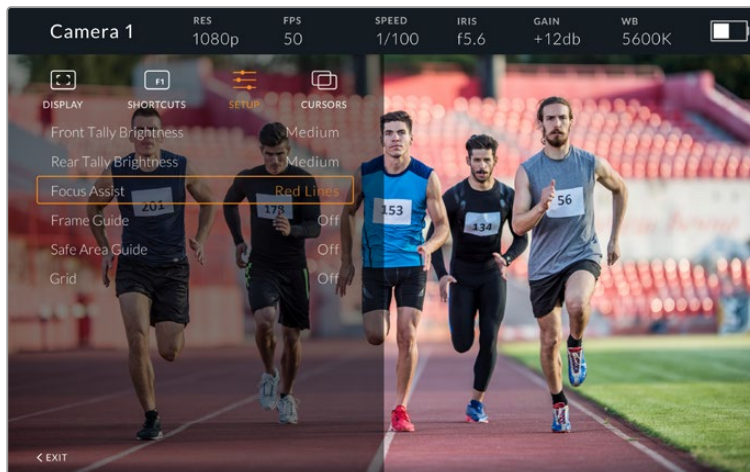 Camera 1
RES
1080p
FPS
50
SPEED
1/100
IRIS
f5.6
GAIN
+12db
WB
5600K
F1
DISPLAY
SHORTCUTS
SETUP
CURSORS
Front Tally Brightness Medium
Rear Tally Brightness Medium
Focus Assist Red Lines
Frame Guide Off
Safe Area Guide Off
Grid Off
201
178
153
134
56
< EXIT